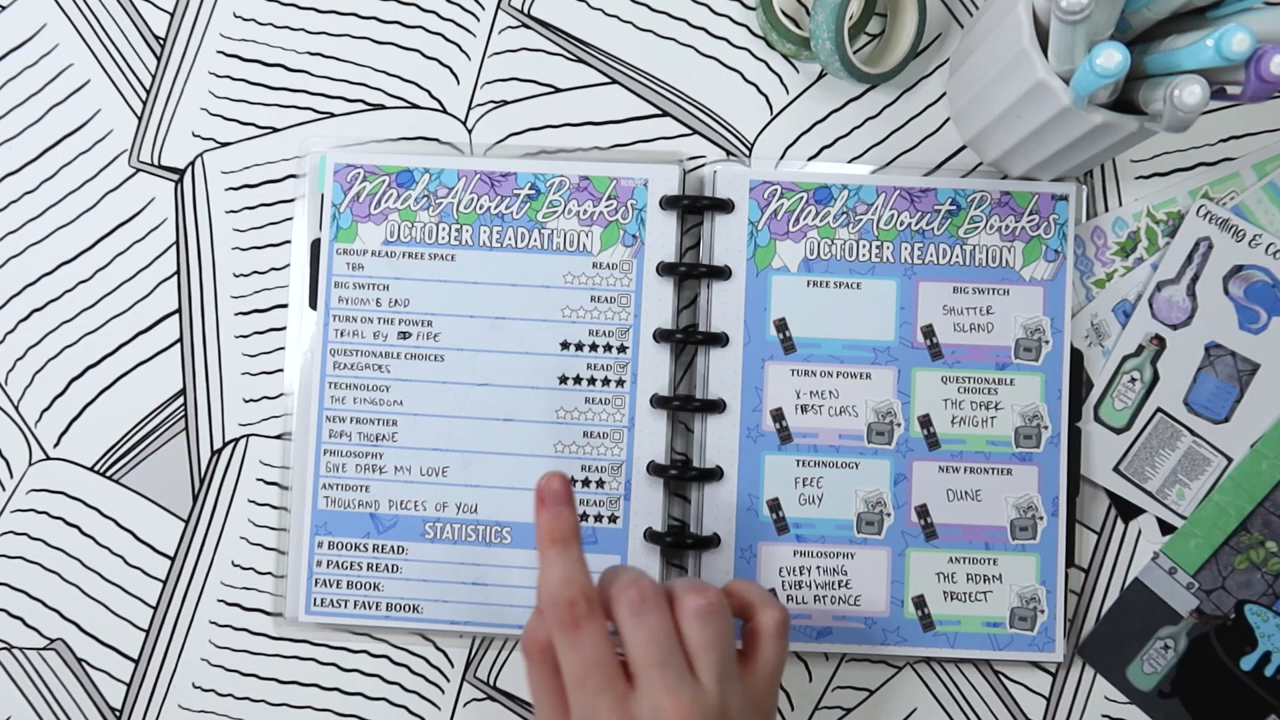 Mad About Books
OCTOBER READATHON
GROUP READ/FREE SPACE
TBA
READ
BIG SWITCH
AXIOM'S END
READ
TURN ON THE POWER
TRIAL BY FIRE
READ
QUESTIONABLE CHOICES
RENEGADES
READ
TECHNOLOGY
THE KINGDOM
READ
NEW FRONTIER
RORY THORNE
READ
PHILOSOPHY
GIVE DARK MY LOVE
READ
ANTIDOTE
THOUSAND PIECES OF YOU
READ
STATISTICS
# BOOKS READ:
# PAGES READ:
FAVE BOOK:
LEAST FAVE BOOK:
Mad About Books
OCTOBER READATHON
FREE SPACE
BIG SWITCH
SHUTTER
ISLAND
TURN ON POWER
X-MEN
FIRST CLASS
QUESTIONABLE
CHOICES
THE DARK
KNIGHT
TECHNOLOGY
FREE
GUY
NEW FRONTIER
DUNE
PHILOSOPHY
EVERYTHING
EVERYWHERE
ALL AT ONCE
ANTIDOTE
THE ADAM
PROJECT
Creating & Co